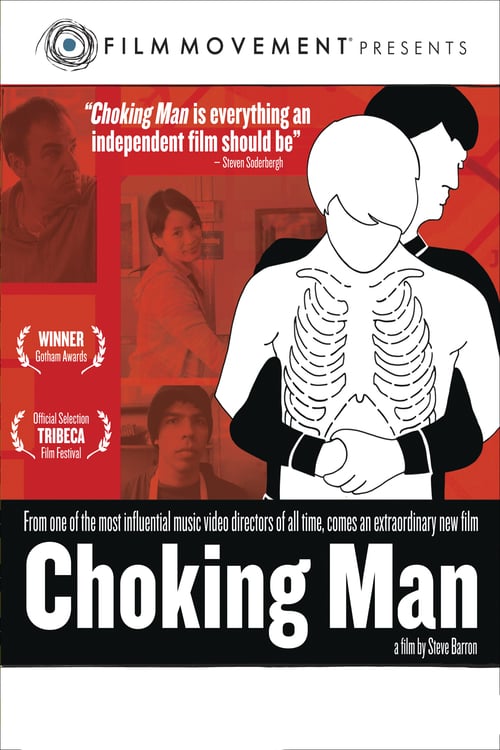 FILM MOVEMENT® PRESENTS
“Choking Man is everything an
independent film should be”
— Steven Soderbergh
WINNER
Gotham Awards
Official Selection
TRIBECA
Film Festival
From one of the most influential music video directors of all time, comes an extraordinary new film
Choking Man
a film by Steve Barron